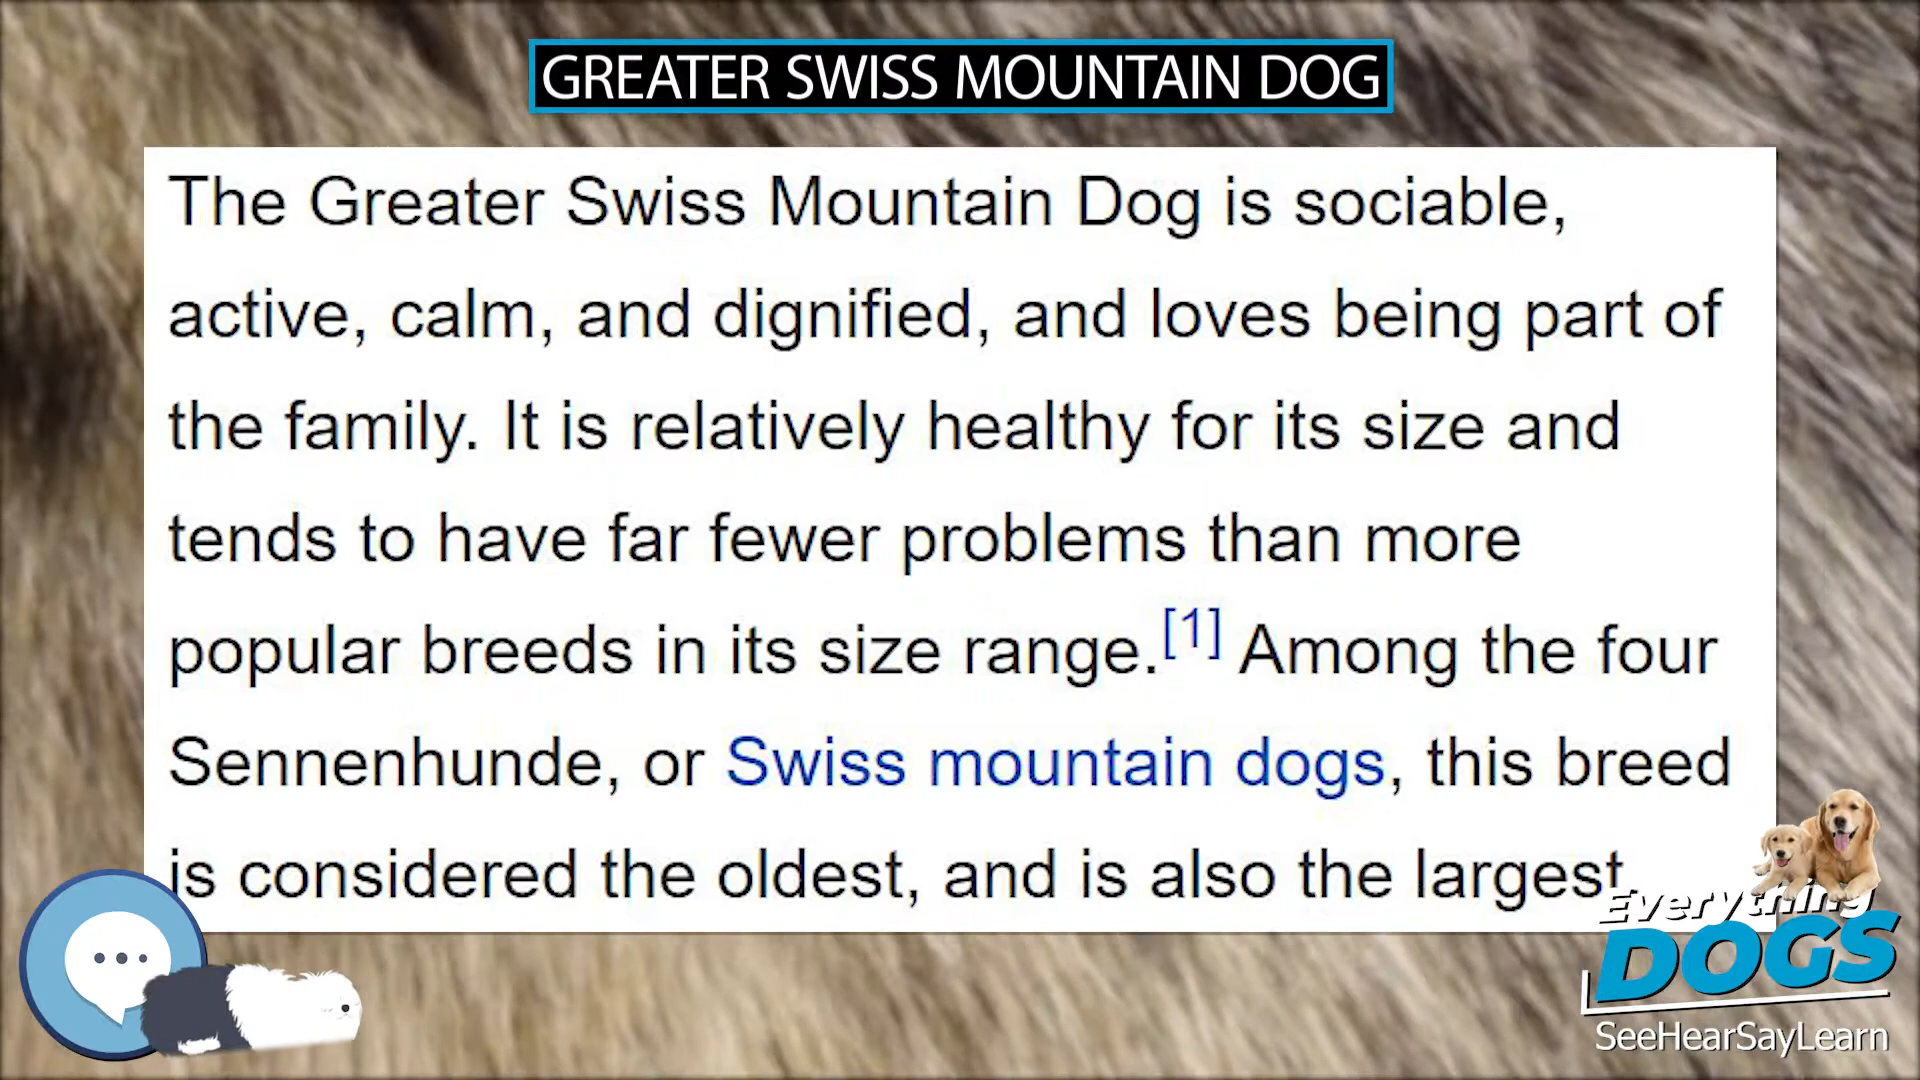 GREATER SWISS MOUNTAIN DOG
The Greater Swiss Mountain Dog is sociable,
active, calm, and dignified, and loves being part of
the family. It is relatively healthy for its size and
tends to have far fewer problems than more
popular breeds in its size range.[1] Among the four
Sennenhunde, or Swiss mountain dogs, this breed
is considered the oldest, and is also the largest.
Everything
DOGS
SeeHearSayLearn